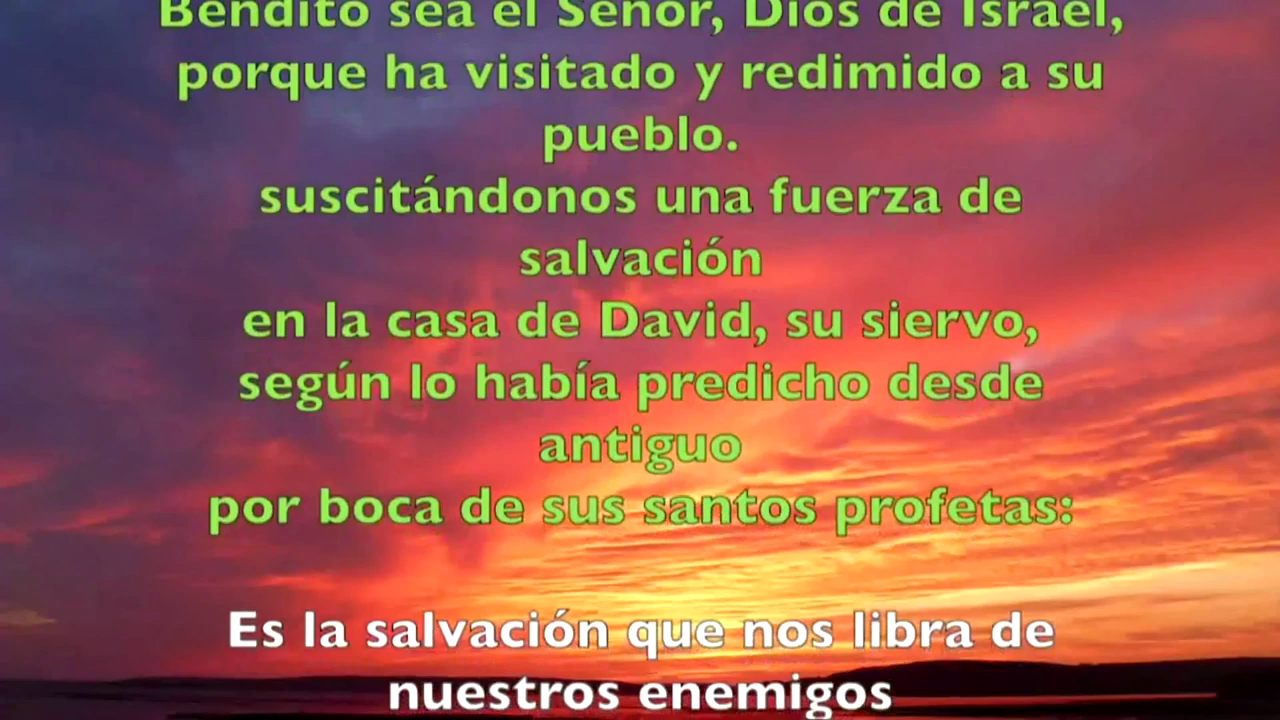 Bendito sea el Señor, Dios de Israel,
porque ha visitado y redimido a su
pueblo.
suscitándonos una fuerza de
salvación
en la casa de David, su siervo,
según lo había predicho desde
antiguo
por boca de sus santos profetas:
Es la salvación que nos libra de
nuestros enemigos